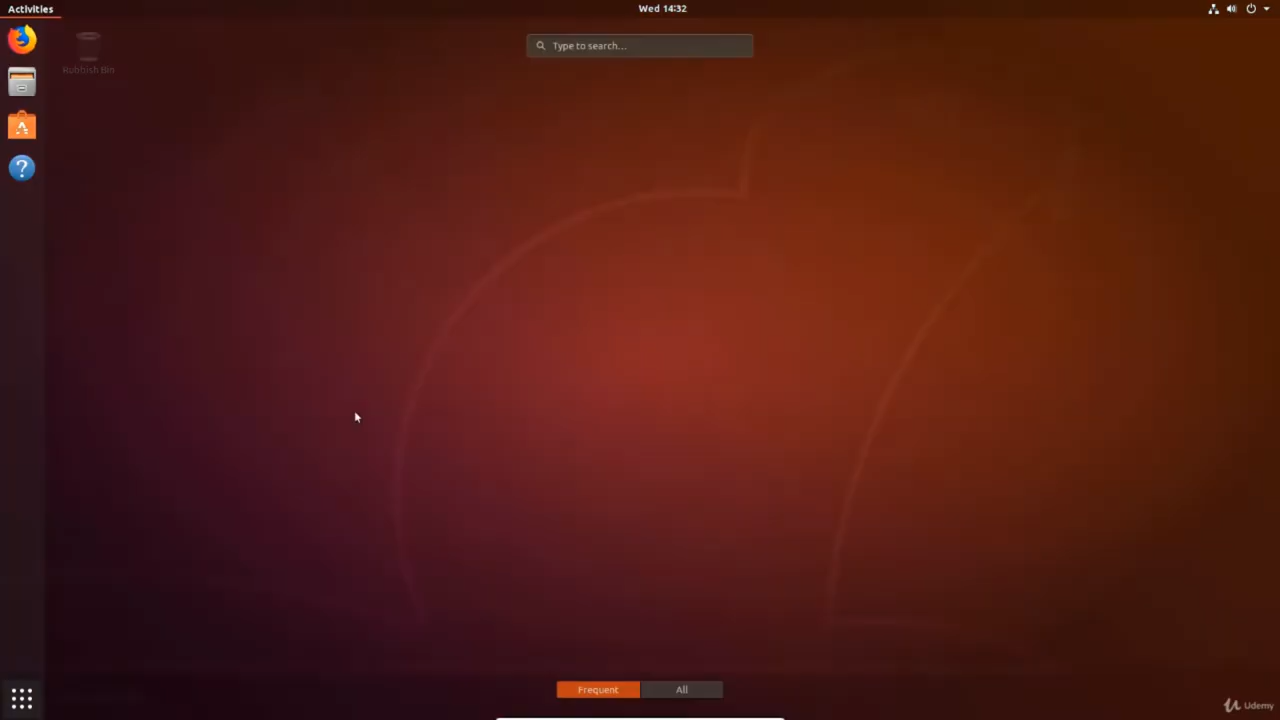 Activities
Wed 14:32
Type to search...
Rubbish Bin
Frequent
All
Udemy